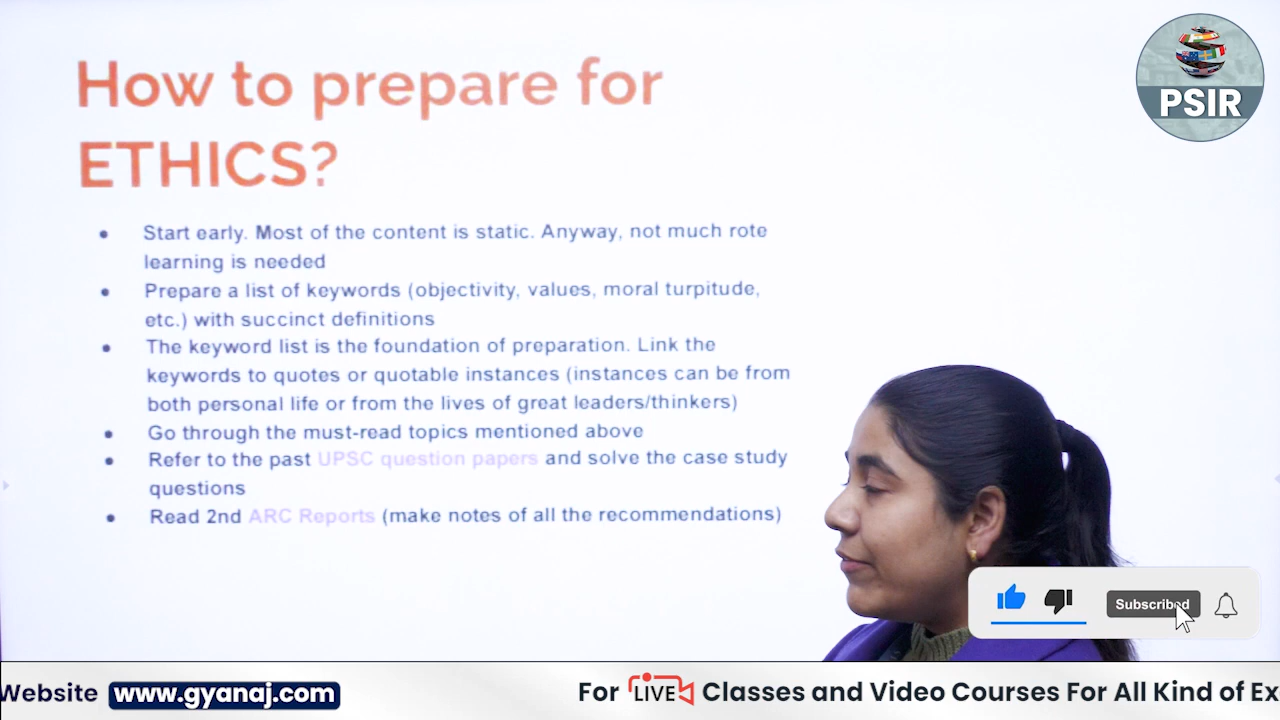 How to prepare for
ETHICS?
PSIR
Start early. Most of the content is static. Anyway, not much rote
learning is needed
Prepare a list of keywords (objectivity, values, moral turpitude,
etc.) with succinct definitions
The keyword list is the foundation of preparation. Link the
keywords to quotes or quotable instances (instances can be from
both personal life or from the lives of great leaders/thinkers)
Go through the must-read topics mentioned above
Refer to the past UPSC question papers and solve the case study
questions
Read 2nd ARC Reports (make notes of all the recommendations)
Subscribed
Website www.gyanaj.com For LIVE Classes and Video Courses For All Kind of Ex